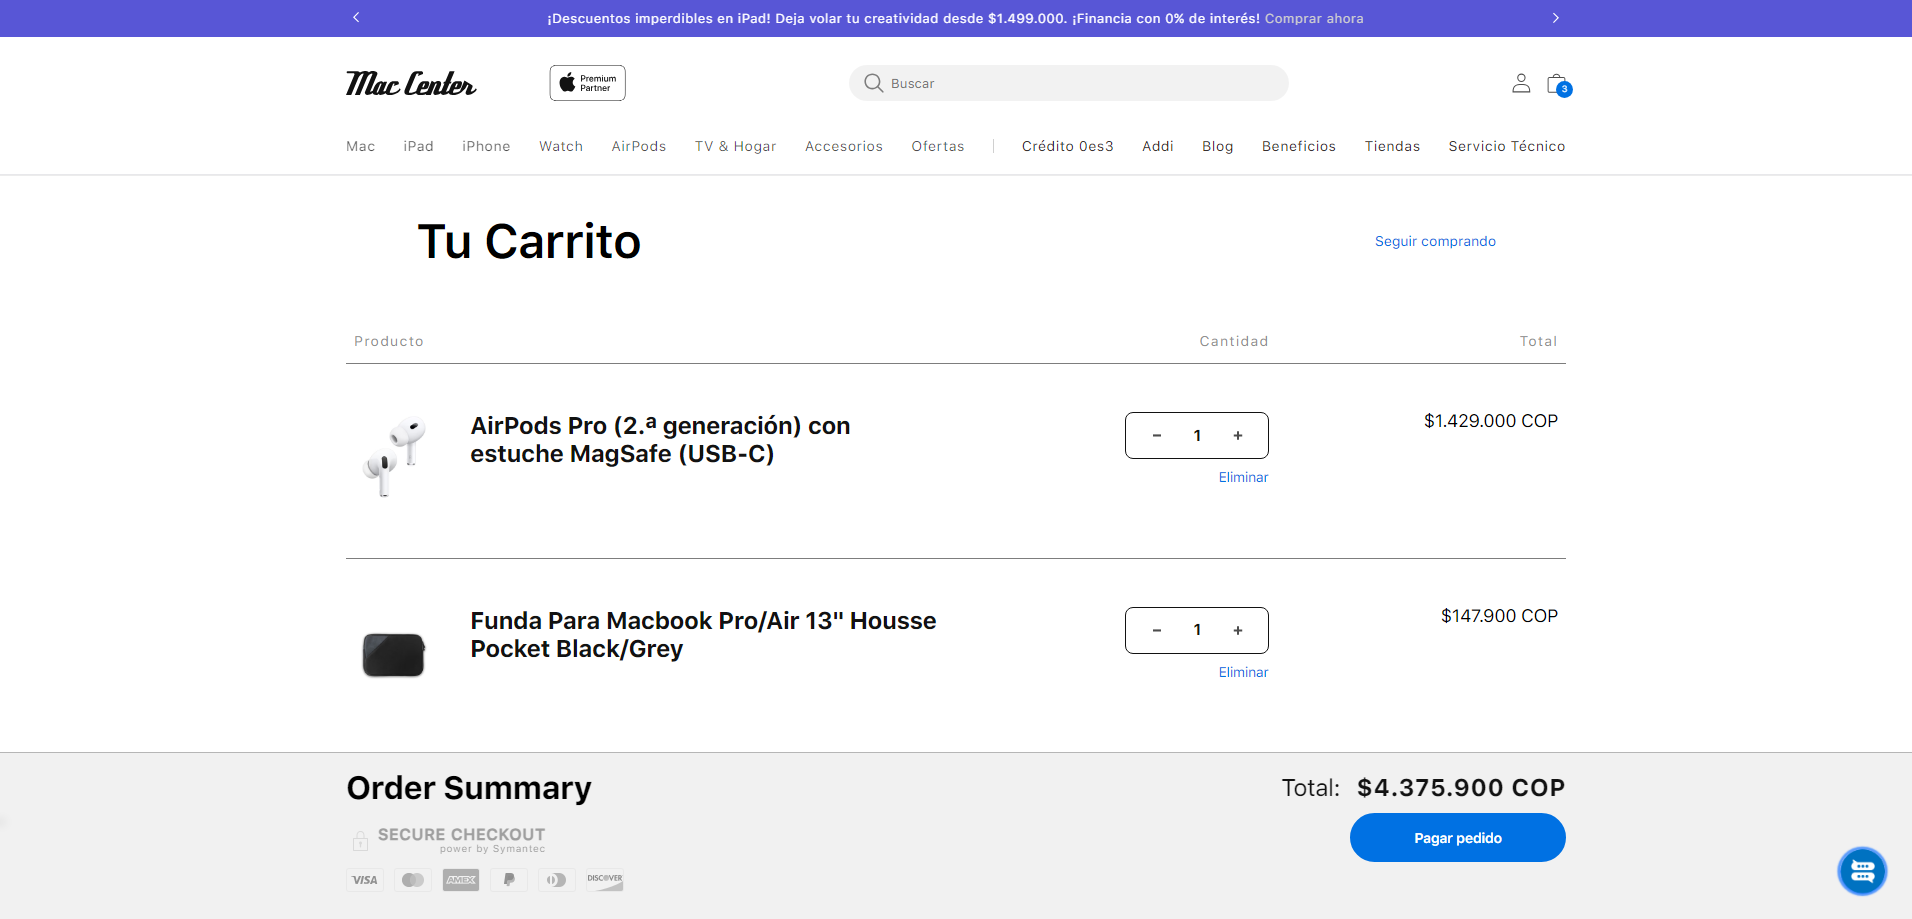 ¡Descuentos imperdibles en iPad! Deja volar tu creatividad desde $1.499.000. ¡Financia con 0% de interés! Comprar ahora
Mac Center
Premium
Partner
Buscar
3
Mac iPad iPhone Watch AirPods TV & Hogar Accesorios Ofertas Crédito 0es3 Addi Blog Beneficios Tiendas Servicio Técnico
Tu Carrito
Seguir comprando
Producto Cantidad Total
AirPods Pro (2.ª generación) con
estuche MagSafe (USB-C)
- 1 +
$1.429.000 COP
Eliminar
Funda Para Macbook Pro/Air 13" Housse
Pocket Black/Grey
- 1 +
$147.900 COP
Eliminar
Order Summary
Total: $4.375.900 COP
SECURE CHECKOUT
power by Symantec
Pagar pedido
VISA
AMEX
DISCOVER